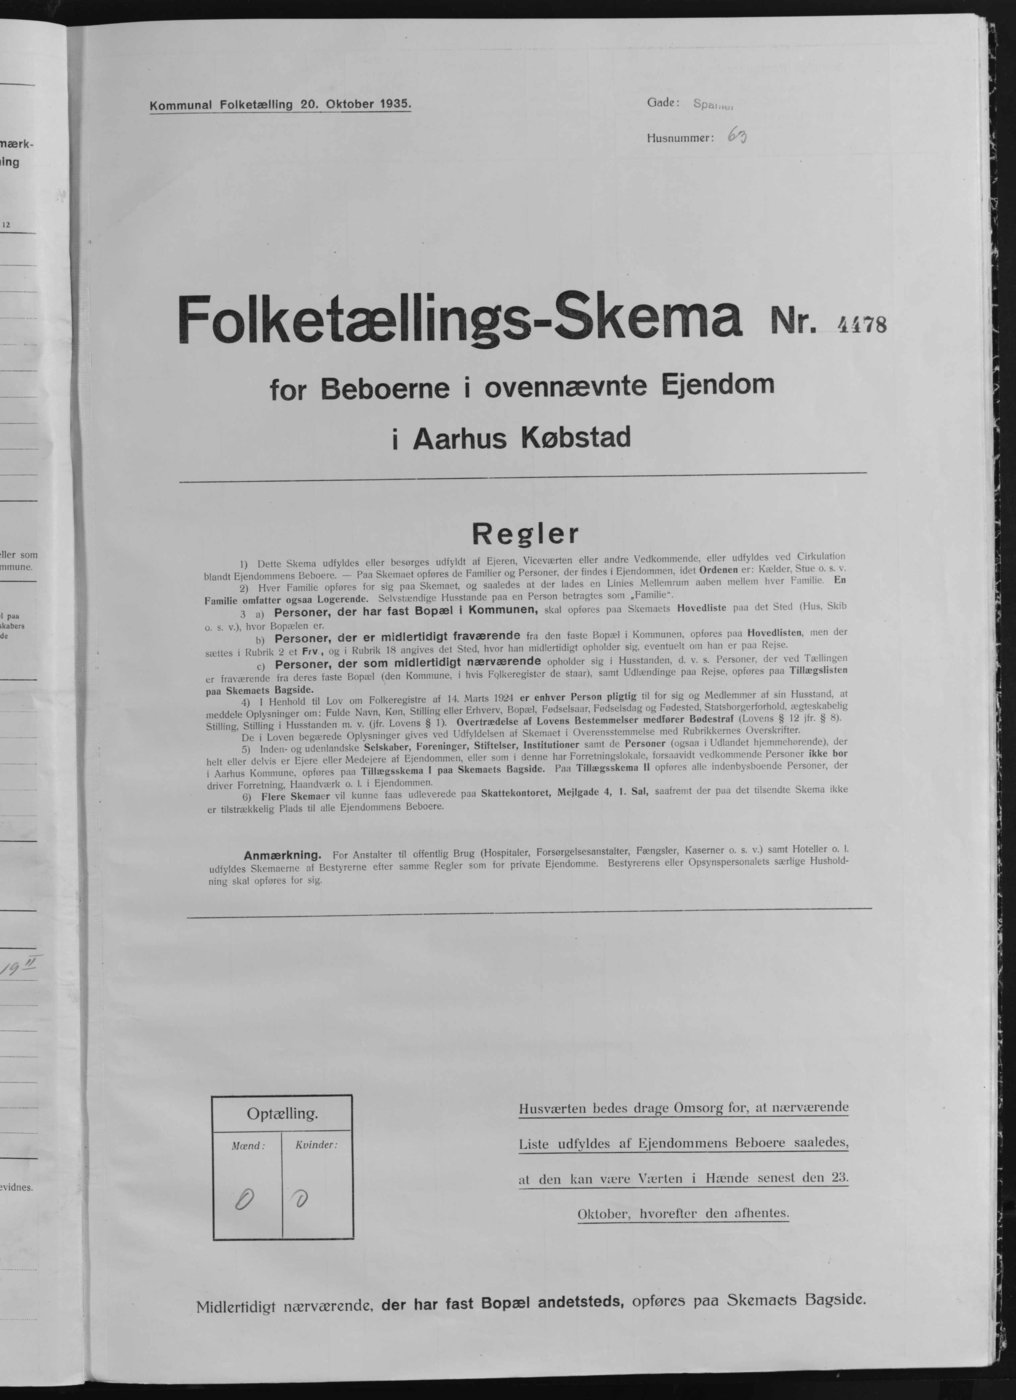 mærk-
ing
12
ller som
mmune.
l paa
skabers
de
19 II
evidnes.
Kommunal Folketælling 20. Oktober 1935.
Gade:
Husnummer: 63
Folketællings-Skema Nr. 4478
for Beboerne i ovennævnte Ejendom
i Aarhus Købstad
Regler
1) Dette Skema udfyldes eller besørges udfyldt af Ejeren, Viceværten eller andre Vedkommende, eller udfyldes ved Cirkulation
blandt Ejendommens Beboere. — Paa Skemaet opføres de Familier og Personer, der findes i Ejendommen, idet Ordenen er: Kælder, Stue o. s. v.
2) Hver Familie opføres for sig paa Skemaet, og saaledes at der lades en Linies Mellemrum aaben mellem hver Familie. En
Familie omfatter ogsaa Logerende. Selvstændige Husstande paa en Person betragtes som „Familie“.
3 a) Personer, der har fast Bopæl i Kommunen, skal opføres paa Skemaets Hovedliste paa det Sted (Hus, Skib
o. s. v.), hvor Bopælen er.
b) Personer, der er midlertidigt fraværende fra den faste Bopæl i Kommunen, opføres paa Hovedlisten, men der
sættes i Rubrik 2 et Frv., og i Rubrik 18 angives det Sted, hvor han midlertidigt opholder sig, eventuelt om han er paa Rejse.
c) Personer, der som midlertidigt nærværende opholder sig i Husstanden, d. v. s. Personer, der ved Tællingen
er fraværende fra deres faste Bopæl (den Kommune, i hvis Folkeregister de staar), samt Udlændinge paa Rejse, opføres paa Tillægslisten
paa Skemaets Bagside.
4) I Henhold til Lov om Folkeregistre af 14. Marts 1924 er enhver Person pligtig til for sig og Medlemmer af sin Husstand, at
meddele Oplysninger om: Fulde Navn, Køn, Stilling eller Erhverv, Bopæl, Fødselsaar, Fødselsdag og Fødested, Statsborgerforhold, ægteskabelig
Stilling, Stilling i Husstanden m. v. (jfr. Lovens § 1). Overtrædelse af Lovens Bestemmelser medfører Bødestraf (Lovens § 12 jfr. § 8).
De i Loven begærede Oplysninger gives ved Udfyldelsen af Skemaet i Overensstemmelse med Rubrikkernes Overskrifter.
5) Inden- og udenlandske Selskaber, Foreninger, Stiftelser, Institutioner samt de Personer (ogsaa i Udlandet hjemmehørende), der
helt eller delvis er Ejere eller Medejere af Ejendommen, eller som i denne har Forretningslokale, forsaavidt vedkommende Personer ikke bor
i Aarhus Kommune, opføres paa Tillægsskema I paa Skemaets Bagside. Paa Tillægsskema II opføres alle indenbysboende Personer, der
driver Forretning, Haandværk o. l. i Ejendommen.
6) Flere Skemaer vil kunne faas udleverede paa Skattekontoret, Mejlgade 4, 1. Sal, saafremt der paa det tilsendte Skema ikke
er tilstrækkelig Plads til alle Ejendommens Beboere.
Anmærkning. For Anstalter til offentlig Brug (Hospitaler, Forsørgelsesanstalter, Fængsler, Kaserner o. s. v.) samt Hoteller o. l.
udfyldes Skemaerne af Bestyrerne efter samme Regler som for private Ejendomme. Bestyrerens eller Opsynspersonalets særlige Hushold-
ning skal opføres for sig.
Optælling.
Mænd: Kvinder:
0 0
Husværten bedes drage Omsorg for, at nærværende
Liste udfyldes af Ejendommens Beboere saaledes,
at den kan være Værten i Hænde senest den 23.
Oktober, hvorefter den afhentes.
Midlertidigt nærværende, der har fast Bopæl andetsteds, opføres paa Skemaets Bagside.